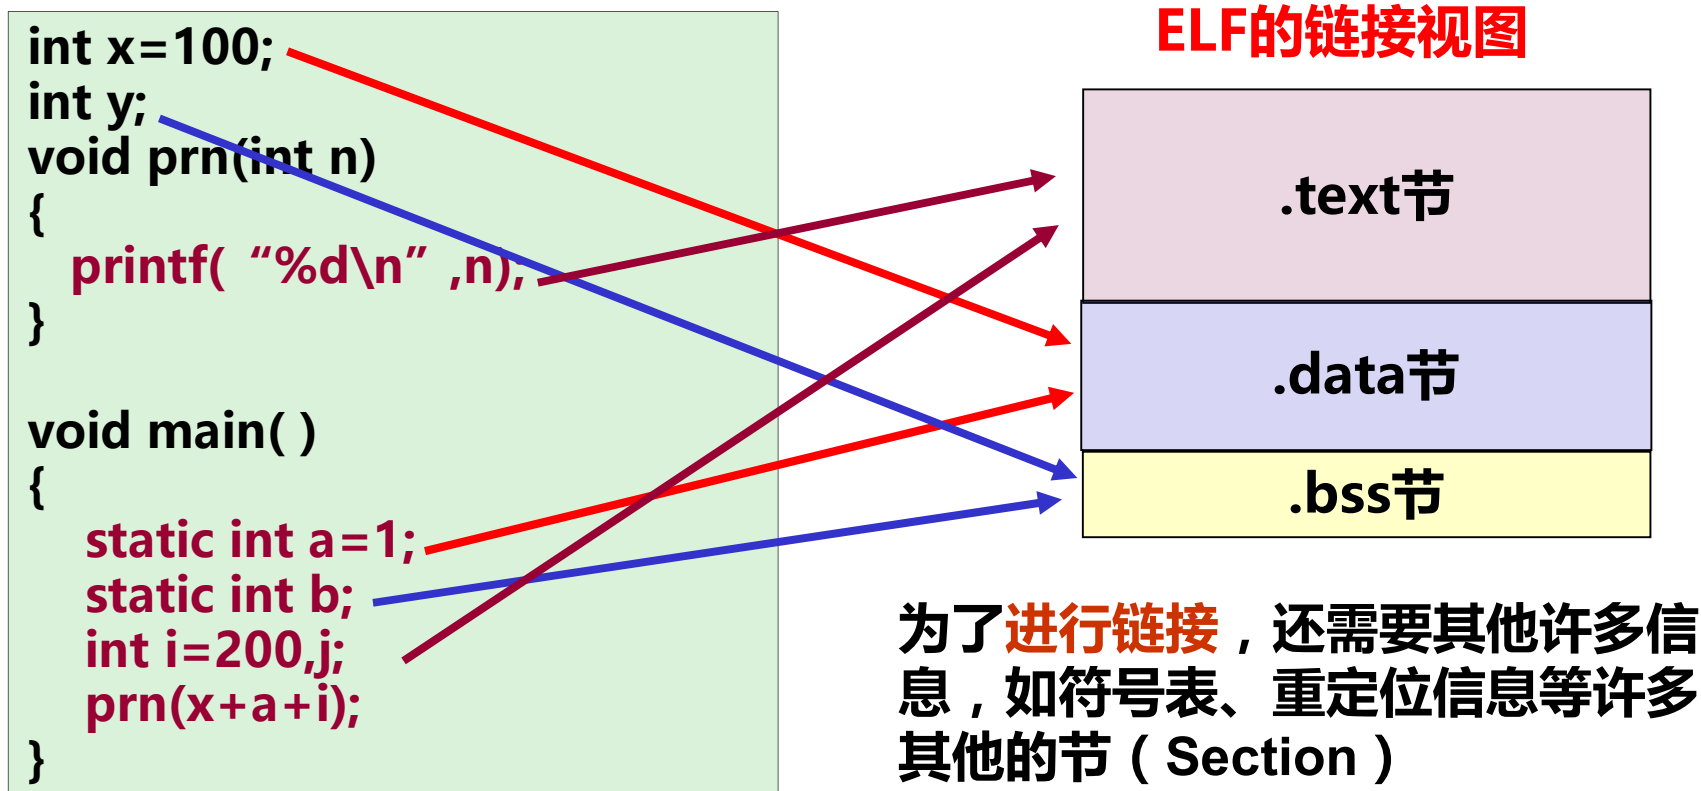 int x=100;
int y;
void prn(int n)
{
printf( “%d\n” ,n);
}
void main( )
{
static int a=1;
static int b;
int i=200,j;
prn(x+a+i);
}
ELF的链接视图
.text节
.data节
.bss节
为了进行链接，还需要其他许多信
息，如符号表、重定位信息等许多
其他的节（Section）